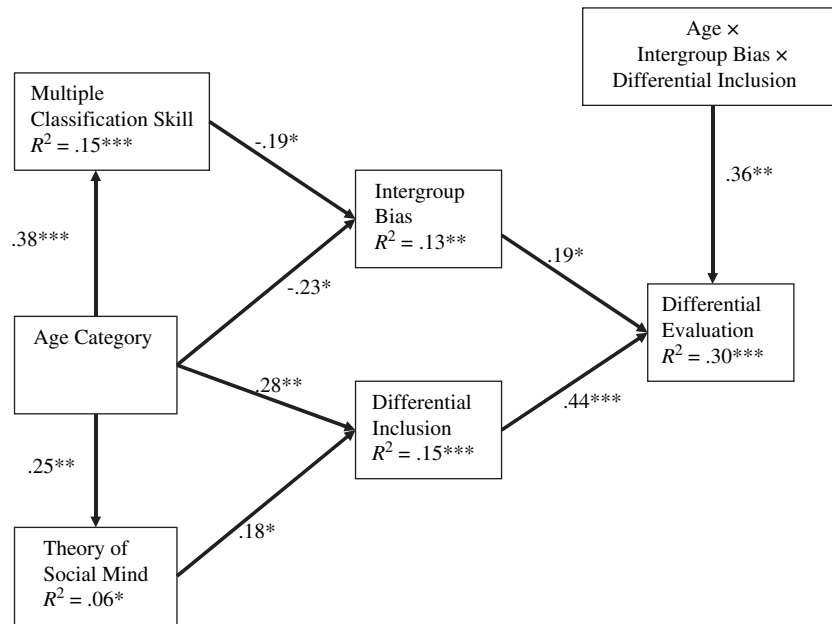 Age ×
Intergroup Bias ×
Differential Inclusion
Multiple
Classification Skill
R² = .15***
-.19*
.36**
Intergroup
Bias
R² = .13**
.38***
-.23*
.19*
Age Category
Differential
Evaluation
R² = .30***
.28**
Differential
Inclusion
R² = .15***
.44***
.25**
.18*
Theory of
Social Mind
R² = .06*